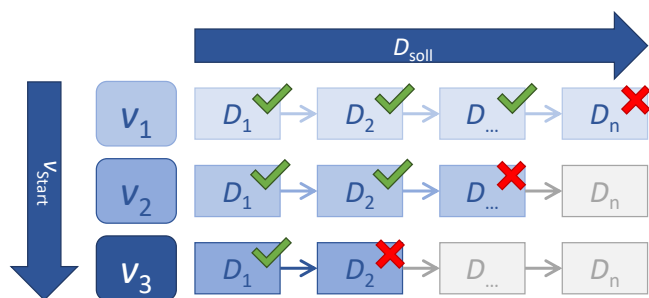 D_soll
v_Start
v_1 D_1 D_2 D_... D_n
v_2 D_1 D_2 D_... D_n
v_3 D_1 D_2 D_... D_n